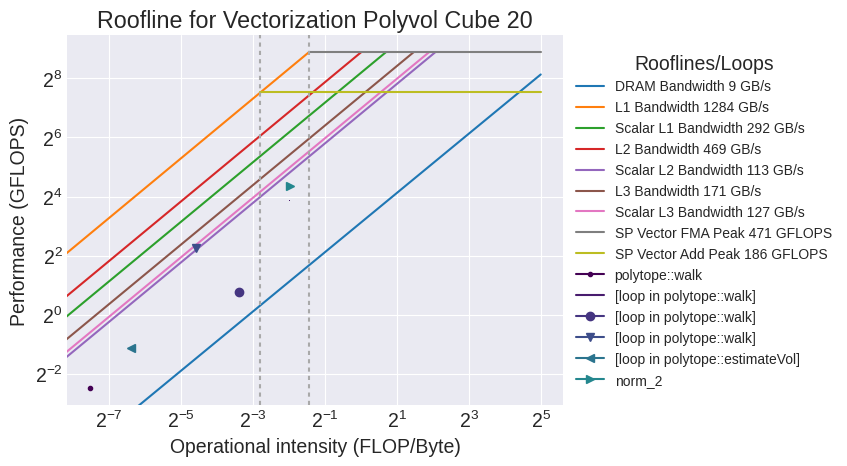 Roofline for Vectorization Polyvol Cube 20
Performance (GFLOPS)
2^8
2^6
2^4
2^2
2^0
2^−2
2^−7
2^−5
2^−3
2^−1
2^1
2^3
2^5
Operational intensity (FLOP/Byte)
Rooflines/Loops
DRAM Bandwidth 9 GB/s
L1 Bandwidth 1284 GB/s
Scalar L1 Bandwidth 292 GB/s
L2 Bandwidth 469 GB/s
Scalar L2 Bandwidth 113 GB/s
L3 Bandwidth 171 GB/s
Scalar L3 Bandwidth 127 GB/s
SP Vector FMA Peak 471 GFLOPS
SP Vector Add Peak 186 GFLOPS
polytope::walk
[loop in polytope::walk]
[loop in polytope::walk]
[loop in polytope::walk]
[loop in polytope::estimateVol]
norm_2